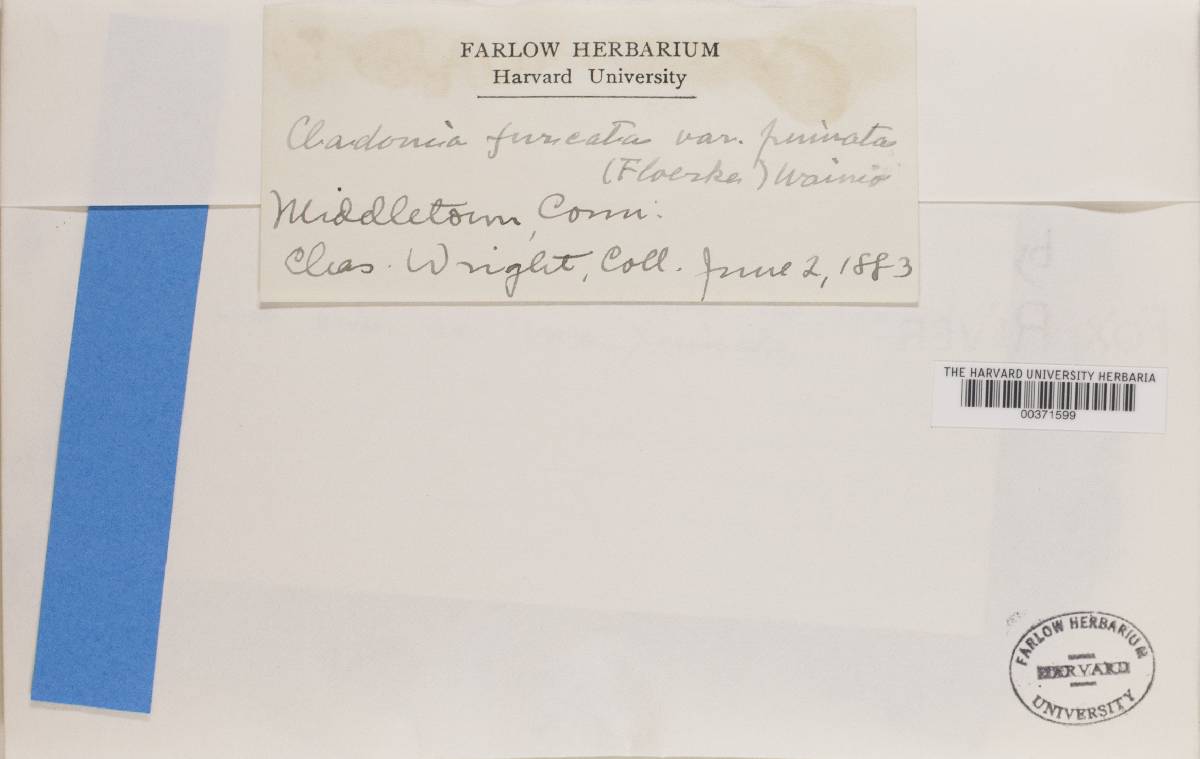 FARLOW HERBARIUM
Harvard University
Cladonia furcata var. pinnata
(Floerke) Wainio
Middletown, Conn.
Chas. Wright, Coll. June 2, 1883
THE HARVARD UNIVERSITY HERBARIA
00371599
FARLOW HERBARIUM
HARVARD
UNIVERSITY